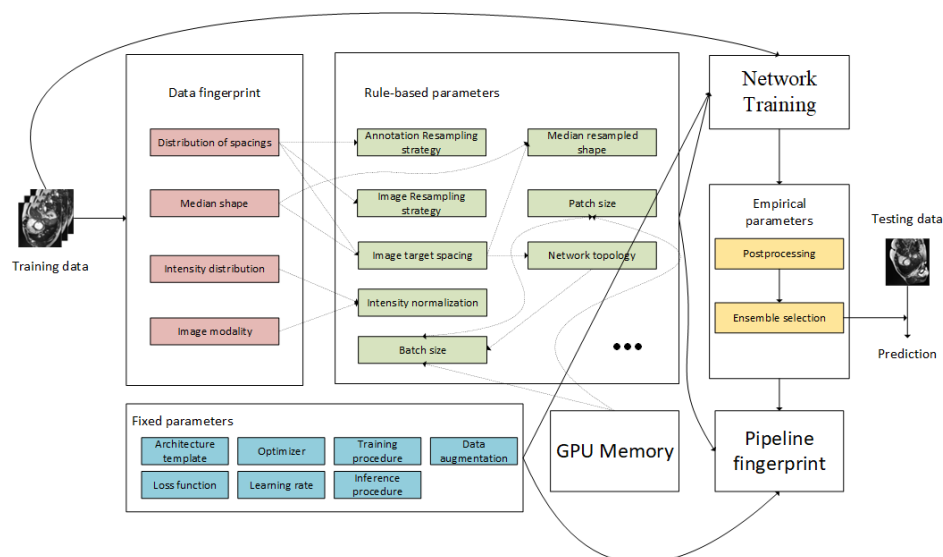 Training data
Data fingerprint
Distribution of spacings
Median shape
Intensity distribution
Image modality
Rule-based parameters
Annotation Resampling
strategy
Image Resampling
strategy
Image target spacing
Intensity normalization
Batch size
Median resampled
shape
Patch size
Network topology
Fixed parameters
Architecture
template
Optimizer
Training
procedure
Data
augmentation
Loss function
Learning rate
Inference
procedure
GPU Memory
Network
Training
Empirical
parameters
Postprocessing
Ensemble selection
Pipeline
fingerprint
Testing data
Prediction